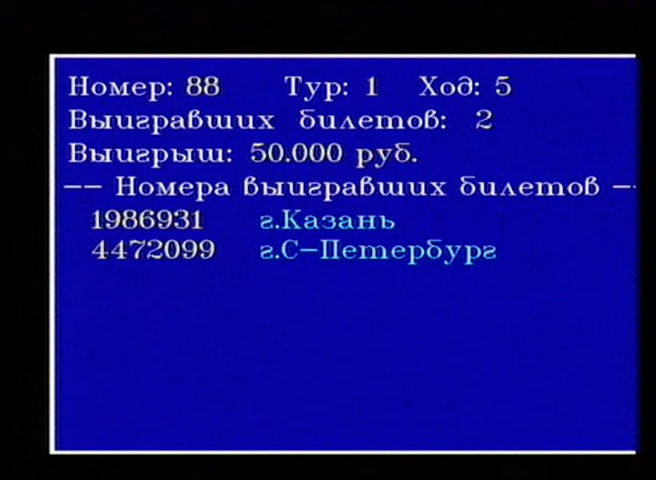 Номер: 88 Тур: 1 Ход: 5
Выигравших билетов: 2
Выигрыш: 50.000 руб.
-- Номера выигравших билетов -
1986931 г.Казань
4472099 г.С-Петербург